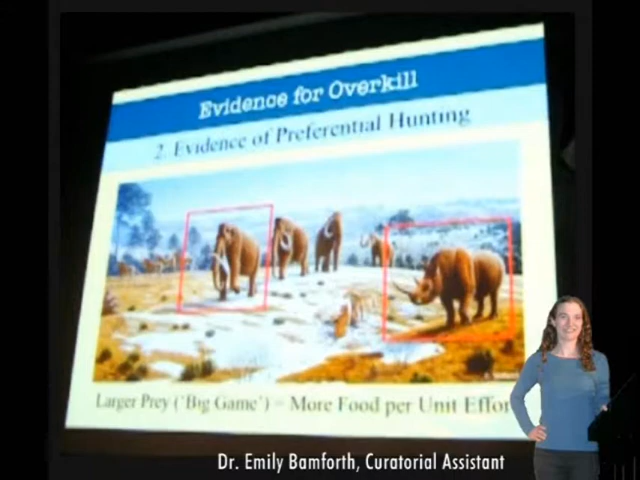 Evidence for Overkill
2. Evidence of Preferential Hunting
Larger Prey ('Big Game') = More Food per Unit
Dr. Emily Bamforth, Curatorial Assistant